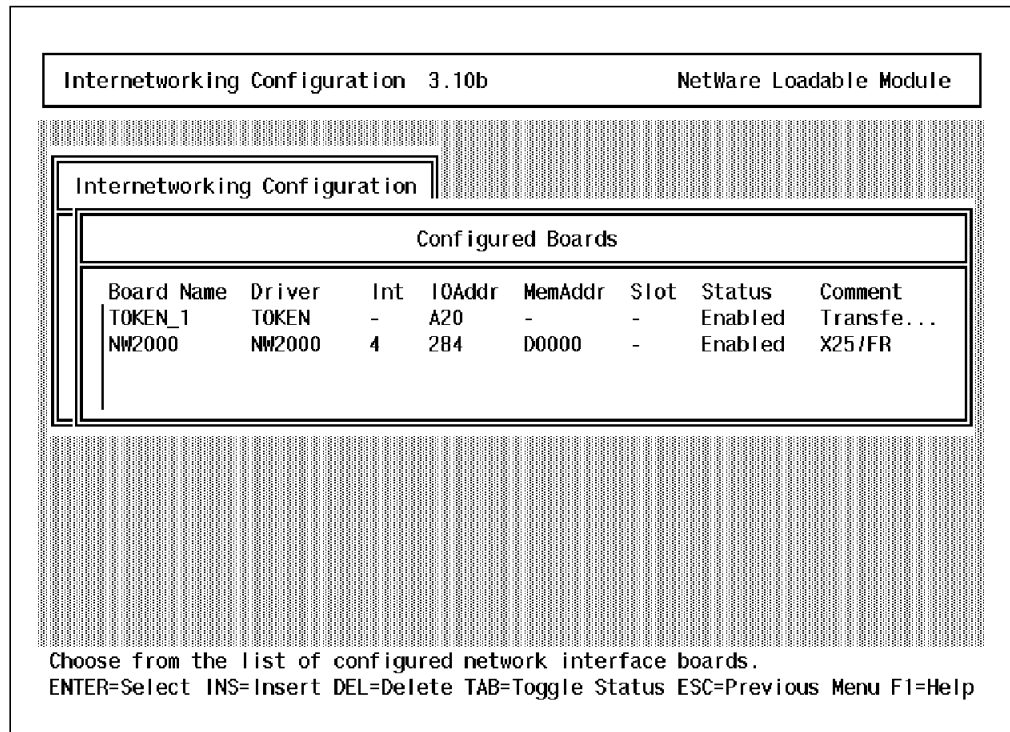 Internetworking Configuration 3.10b NetWare Loadable Module
Internetworking Configuration
Configured Boards
Board Name Driver Int IOAddr MemAddr Slot Status Comment
TOKEN_1 TOKEN - A20 - - Enabled Transfe...
NW2000 NW2000 4 284 D0000 - Enabled X25/FR
Choose from the list of configured network interface boards.
ENTER=Select INS=Insert DEL=Delete TAB=Toggle Status ESC=Previous Menu F1=Help